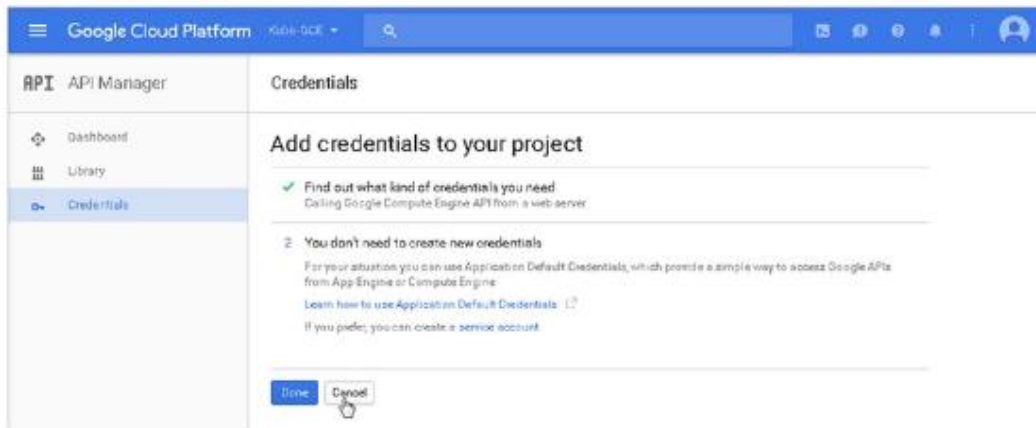 Google Cloud Platform
Kube-GCE
API API Manager
Credentials
Dashboard
Library
Credentials
Add credentials to your project
Find out what kind of credentials you need
Calling Google Compute Engine API from a web server
2 You don't need to create new credentials
For your situation you can use Application Default Credentials, which provide a simple way to access Google APIs
from App Engine or Compute Engine
Learn how to use Application Default Credentials
If you prefer, you can create a service account
Done Cancel